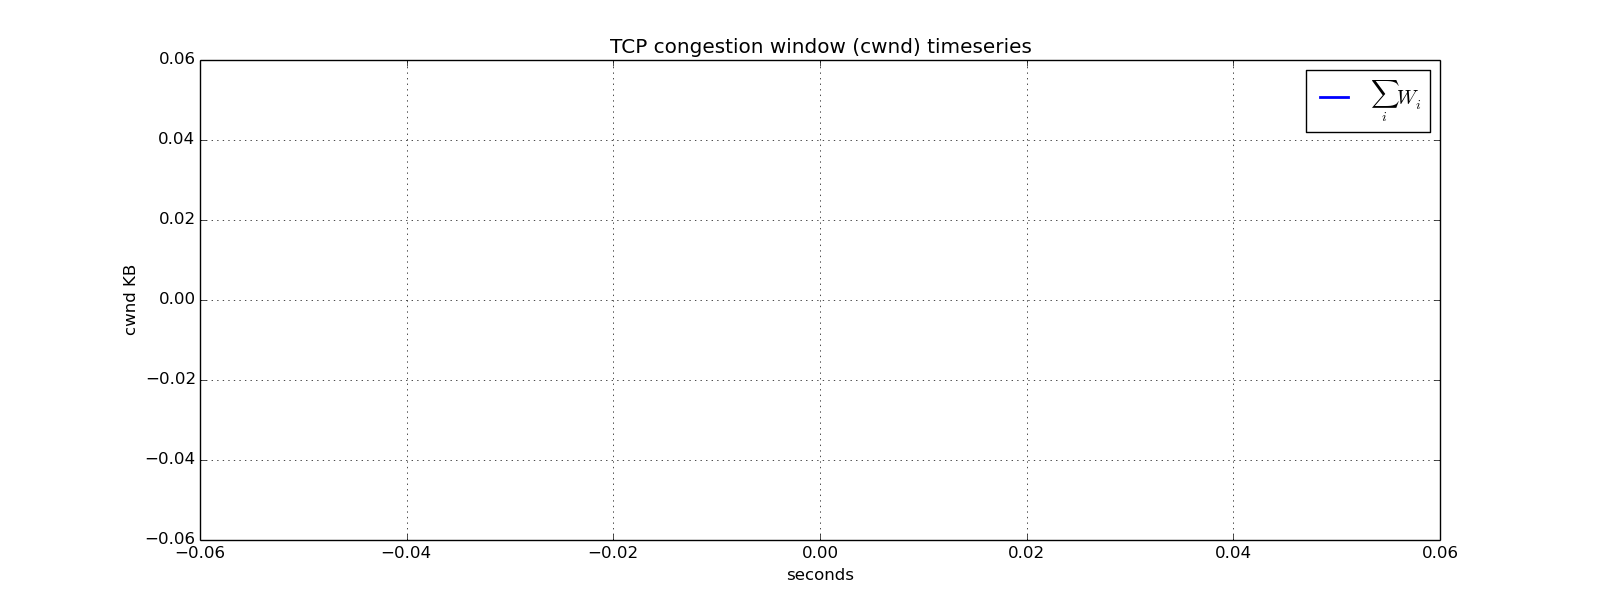 TCP congestion window (cwnd) timeseries
0.06
∑W_i
i
0.04
0.02
0.00
−0.02
−0.04
−0.06
cwnd KB
−0.06 −0.04 −0.02 0.00 0.02 0.04 0.06
seconds